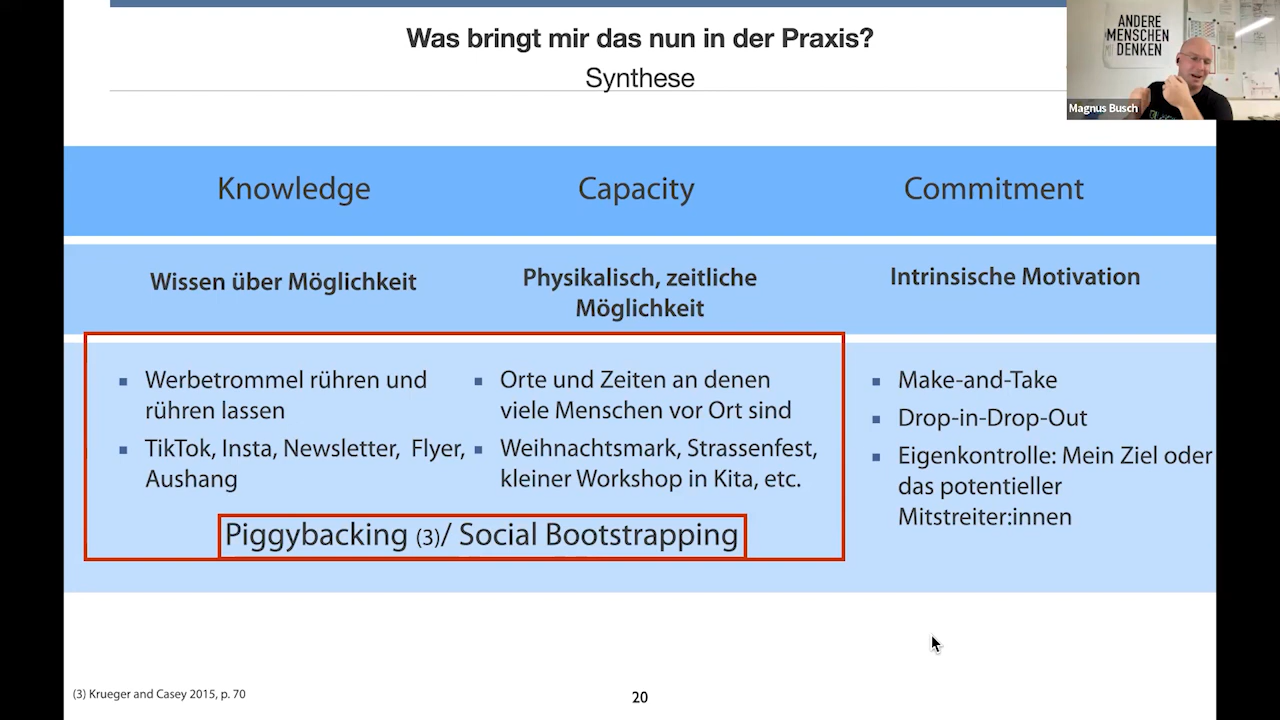 Was bringt mir das nun in der Praxis?
Synthese
ANDERE
MENSCHEN
DENKEN
Magnus Busch
Knowledge
Capacity
Commitment
Wissen über Möglichkeit
Physikalisch, zeitliche
Möglichkeit
Intrinsische Motivation
Werbetrommel rühren und
rühren lassen
TikTok, Insta, Newsletter, Flyer,
Aushang
Orte und Zeiten an denen
viele Menschen vor Ort sind
Weihnachtsmark, Strassenfest,
kleiner Workshop in Kita, etc.
Piggybacking (3)/ Social Bootstrapping
Make-and-Take
Drop-in-Drop-Out
Eigenkontrolle: Mein Ziel oder
das potentieller
Mitstreiter:innen
(3) Krueger and Casey 2015, p. 70
20